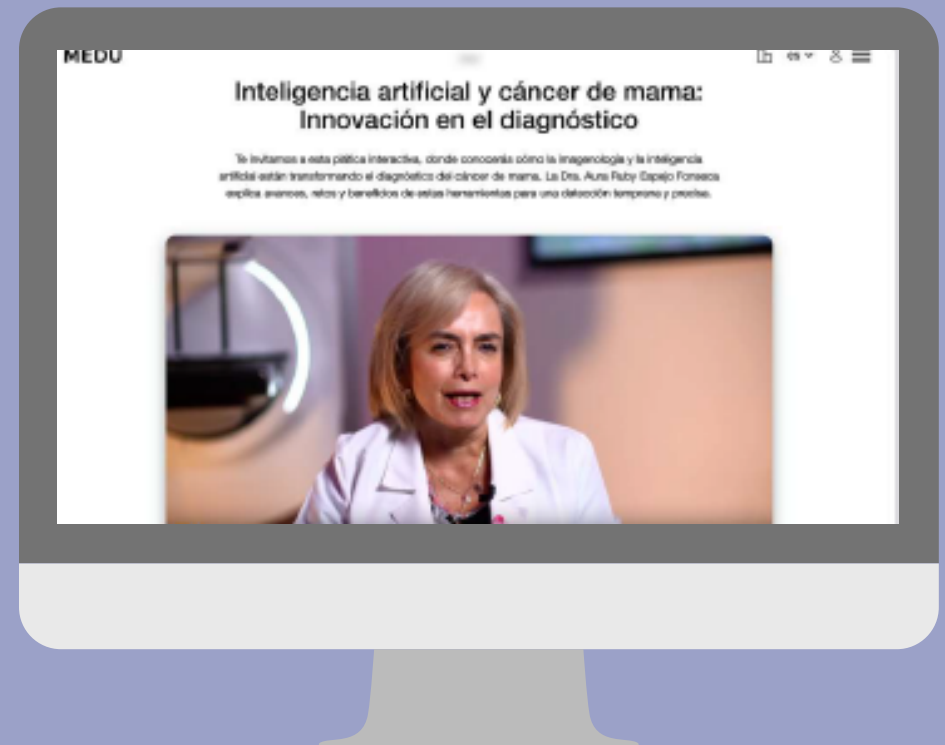 MEDU
es
Inteligencia artificial y cáncer de mama:
Innovación en el diagnóstico
Te invitamos a esta plática interactiva, donde conocerás cómo la imagenología y la inteligencia
artificial están transformando el diagnóstico del cáncer de mama. La Dra. Aura Ruby Espejo Fonseca
explica avances, retos y beneficios de estas herramientas para una detección temprana y precisa.